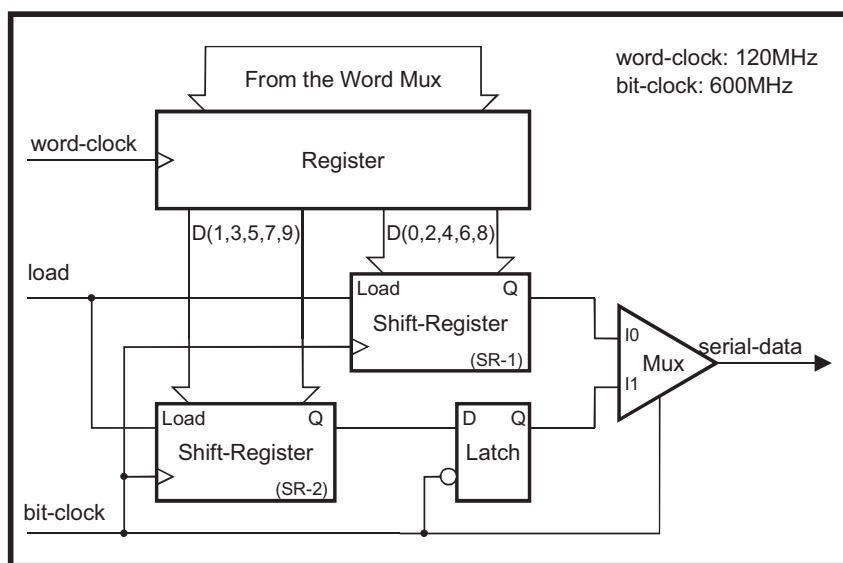 word-clock: 120MHz
bit-clock: 600MHz
From the Word Mux
word-clock
Register
D(1,3,5,7,9)
D(0,2,4,6,8)
load
Load Q
Shift-Register
(SR-1)
I0
I1
Mux
serial-data
Load Q
Shift-Register
(SR-2)
D Q
Latch
bit-clock